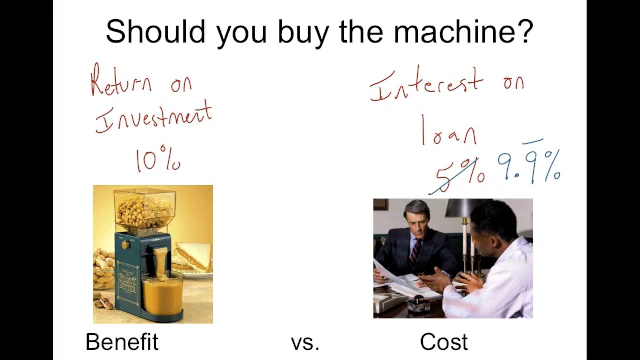 Should you buy the machine?
Return on
Investment
10%
Interest on
loan
5% 9.9̅%
Benefit vs. Cost